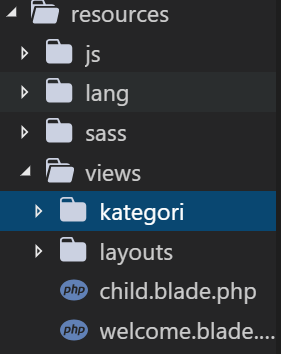 resources
js
lang
sass
views
kategori
layouts
php child.blade.php
php welcome.blade....